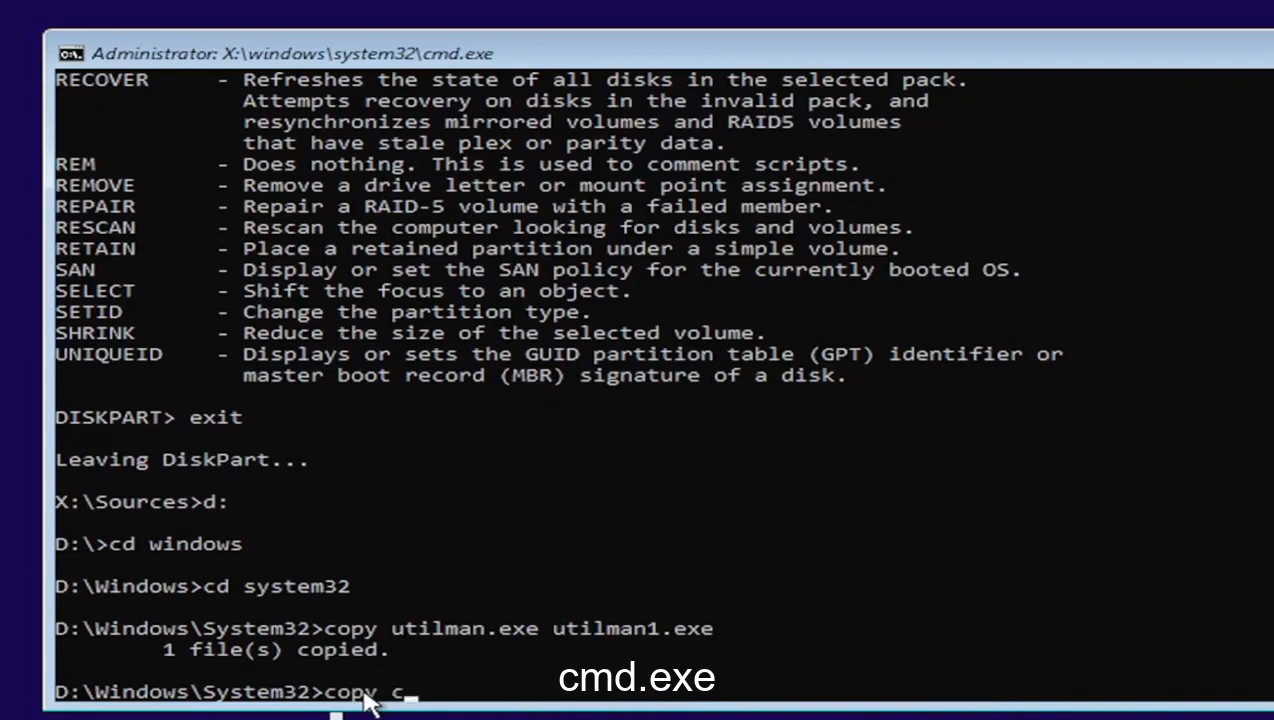 Administrator: X:\windows\system32\cmd.exe
RECOVER - Refreshes the state of all disks in the selected pack.
Attempts recovery on disks in the invalid pack, and
resynchronizes mirrored volumes and RAID5 volumes
that have stale plex or parity data.
REM - Does nothing. This is used to comment scripts.
REMOVE - Remove a drive letter or mount point assignment.
REPAIR - Repair a RAID-5 volume with a failed member.
RESCAN - Rescan the computer looking for disks and volumes.
RETAIN - Place a retained partition under a simple volume.
SAN - Display or set the SAN policy for the currently booted OS.
SELECT - Shift the focus to an object.
SETID - Change the partition type.
SHRINK - Reduce the size of the selected volume.
UNIQUEID - Displays or sets the GUID partition table (GPT) identifier or
master boot record (MBR) signature of a disk.
DISKPART> exit
Leaving DiskPart...
X:\Sources>d:
D:\>cd windows
D:\Windows>cd system32
D:\Windows\System32>copy utilman.exe utilman1.exe
1 file(s) copied.
D:\Windows\System32>copy c_
cmd.exe